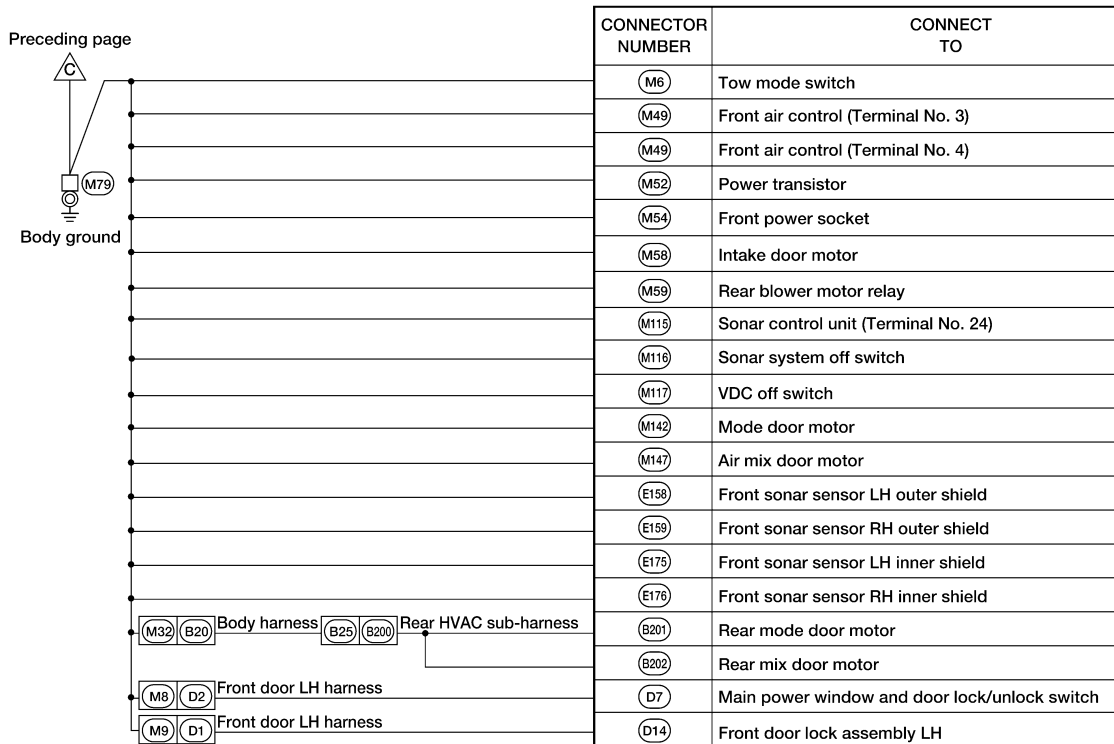 Preceding page
C
M79
Body ground
CONNECTOR NUMBER
CONNECT TO
M6 Tow mode switch
M49 Front air control (Terminal No. 3)
M49 Front air control (Terminal No. 4)
M52 Power transistor
M54 Front power socket
M58 Intake door motor
M59 Rear blower motor relay
M115 Sonar control unit (Terminal No. 24)
M116 Sonar system off switch
M117 VDC off switch
M142 Mode door motor
M147 Air mix door motor
E158 Front sonar sensor LH outer shield
E159 Front sonar sensor RH outer shield
E175 Front sonar sensor LH inner shield
E176 Front sonar sensor RH inner shield
M32 B20 Body harness B25 B200 Rear HVAC sub-harness B201 Rear mode door motor
B202 Rear mix door motor
M8 D2 Front door LH harness D7 Main power window and door lock/unlock switch
M9 D1 Front door LH harness D14 Front door lock assembly LH